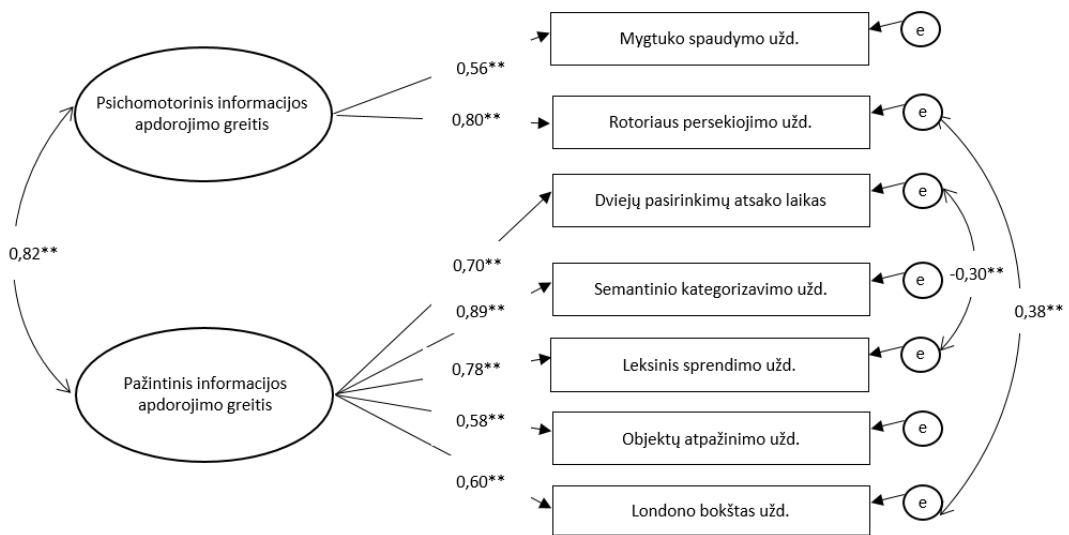 Mygtuko spaudymo užd.
e
0,56**
Psichomotorinis informacijos
apdorojimo greitis
0,80**
Rotoriaus persekiojimo užd.
e
Dviejų pasirinkimų atsako laikas
e
0,82**
0,70**
-0,30**
Semantinio kategorizavimo užd.
e
0,89**
0,38**
Leksinis sprendimo užd.
e
0,78**
Pažintinis informacijos
apdorojimo greitis
0,58**
Objektų atpažinimo užd.
e
0,60**
Londono bokštas užd.
e